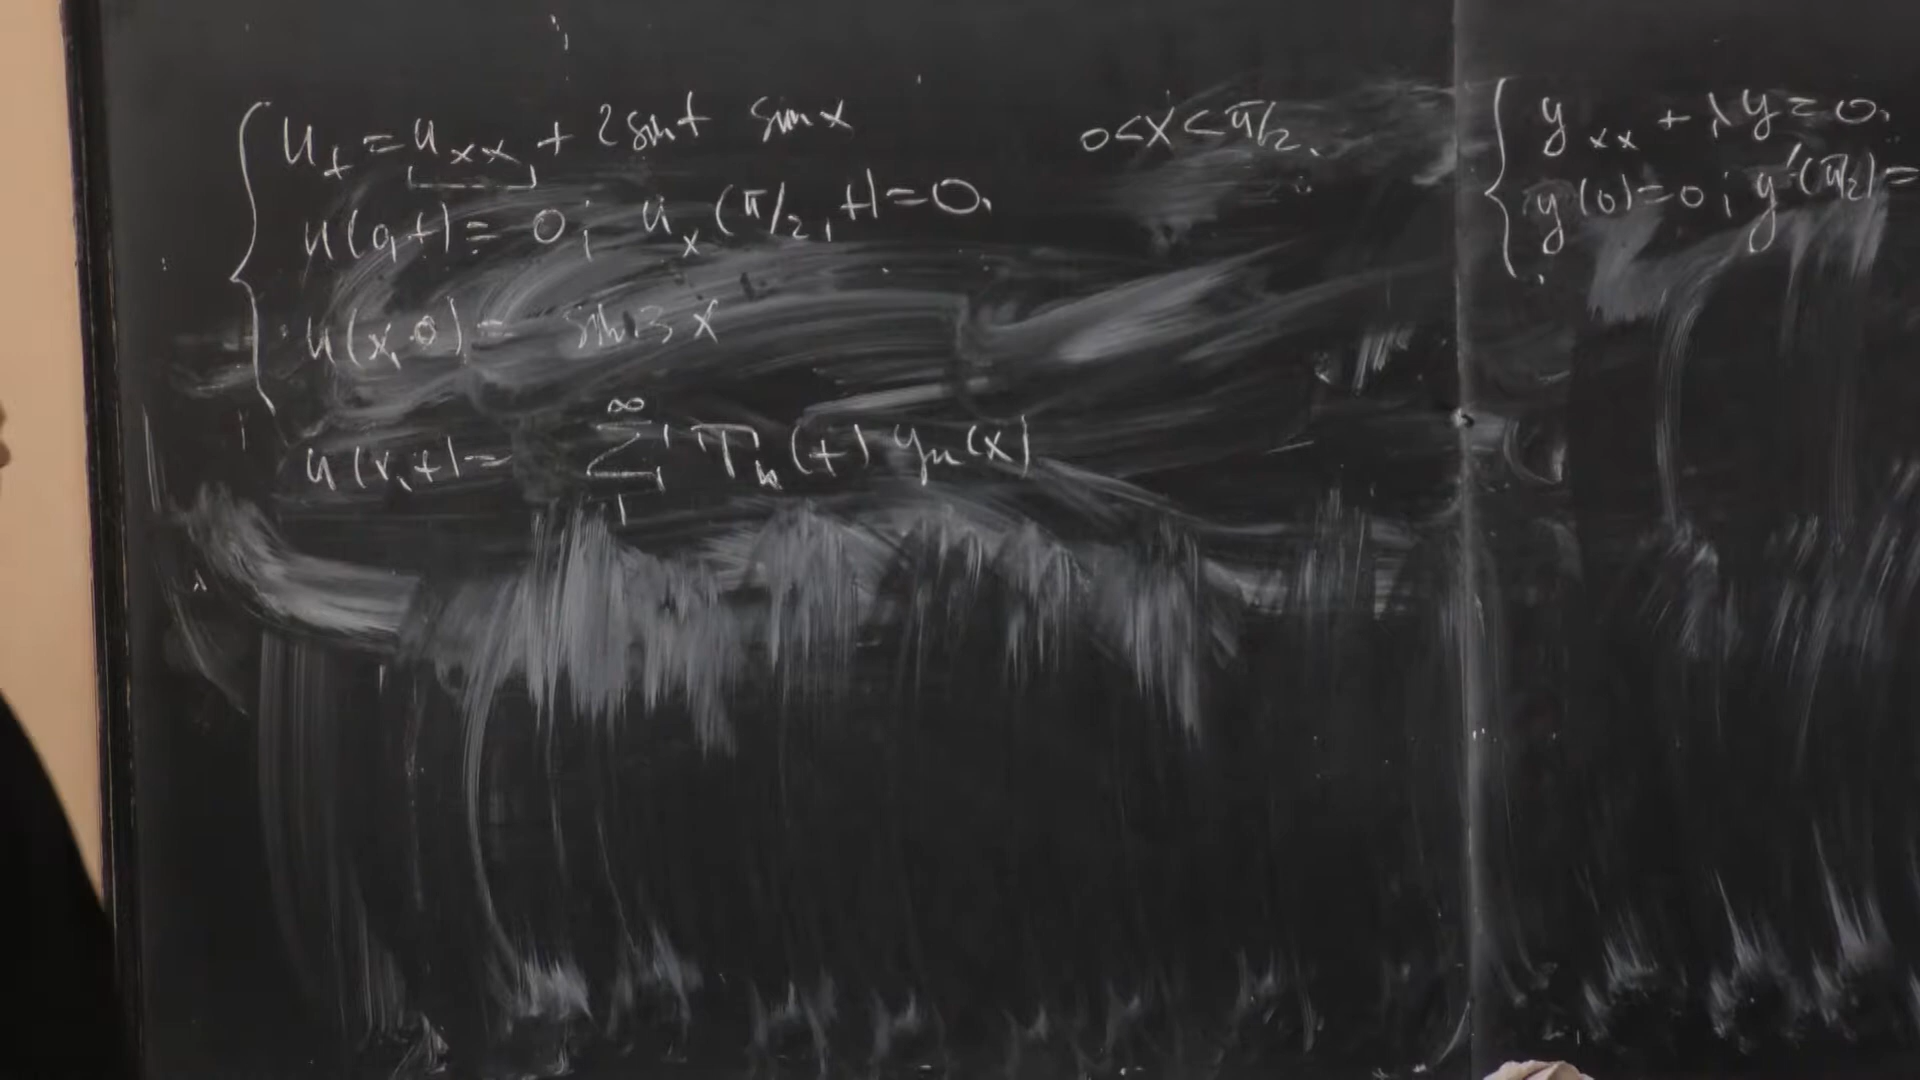 u_t = u_xx + 2 sin t sin x 0 < x < π/2.
u(0,t) = 0; u_x(π/2, t) = 0.
u(x,0) = sin 3x
u(x,t) = ∑_1^∞ T_n(t) y_n(x)
y_xx + λy = 0.
y(0) = 0; y'(π/2) =